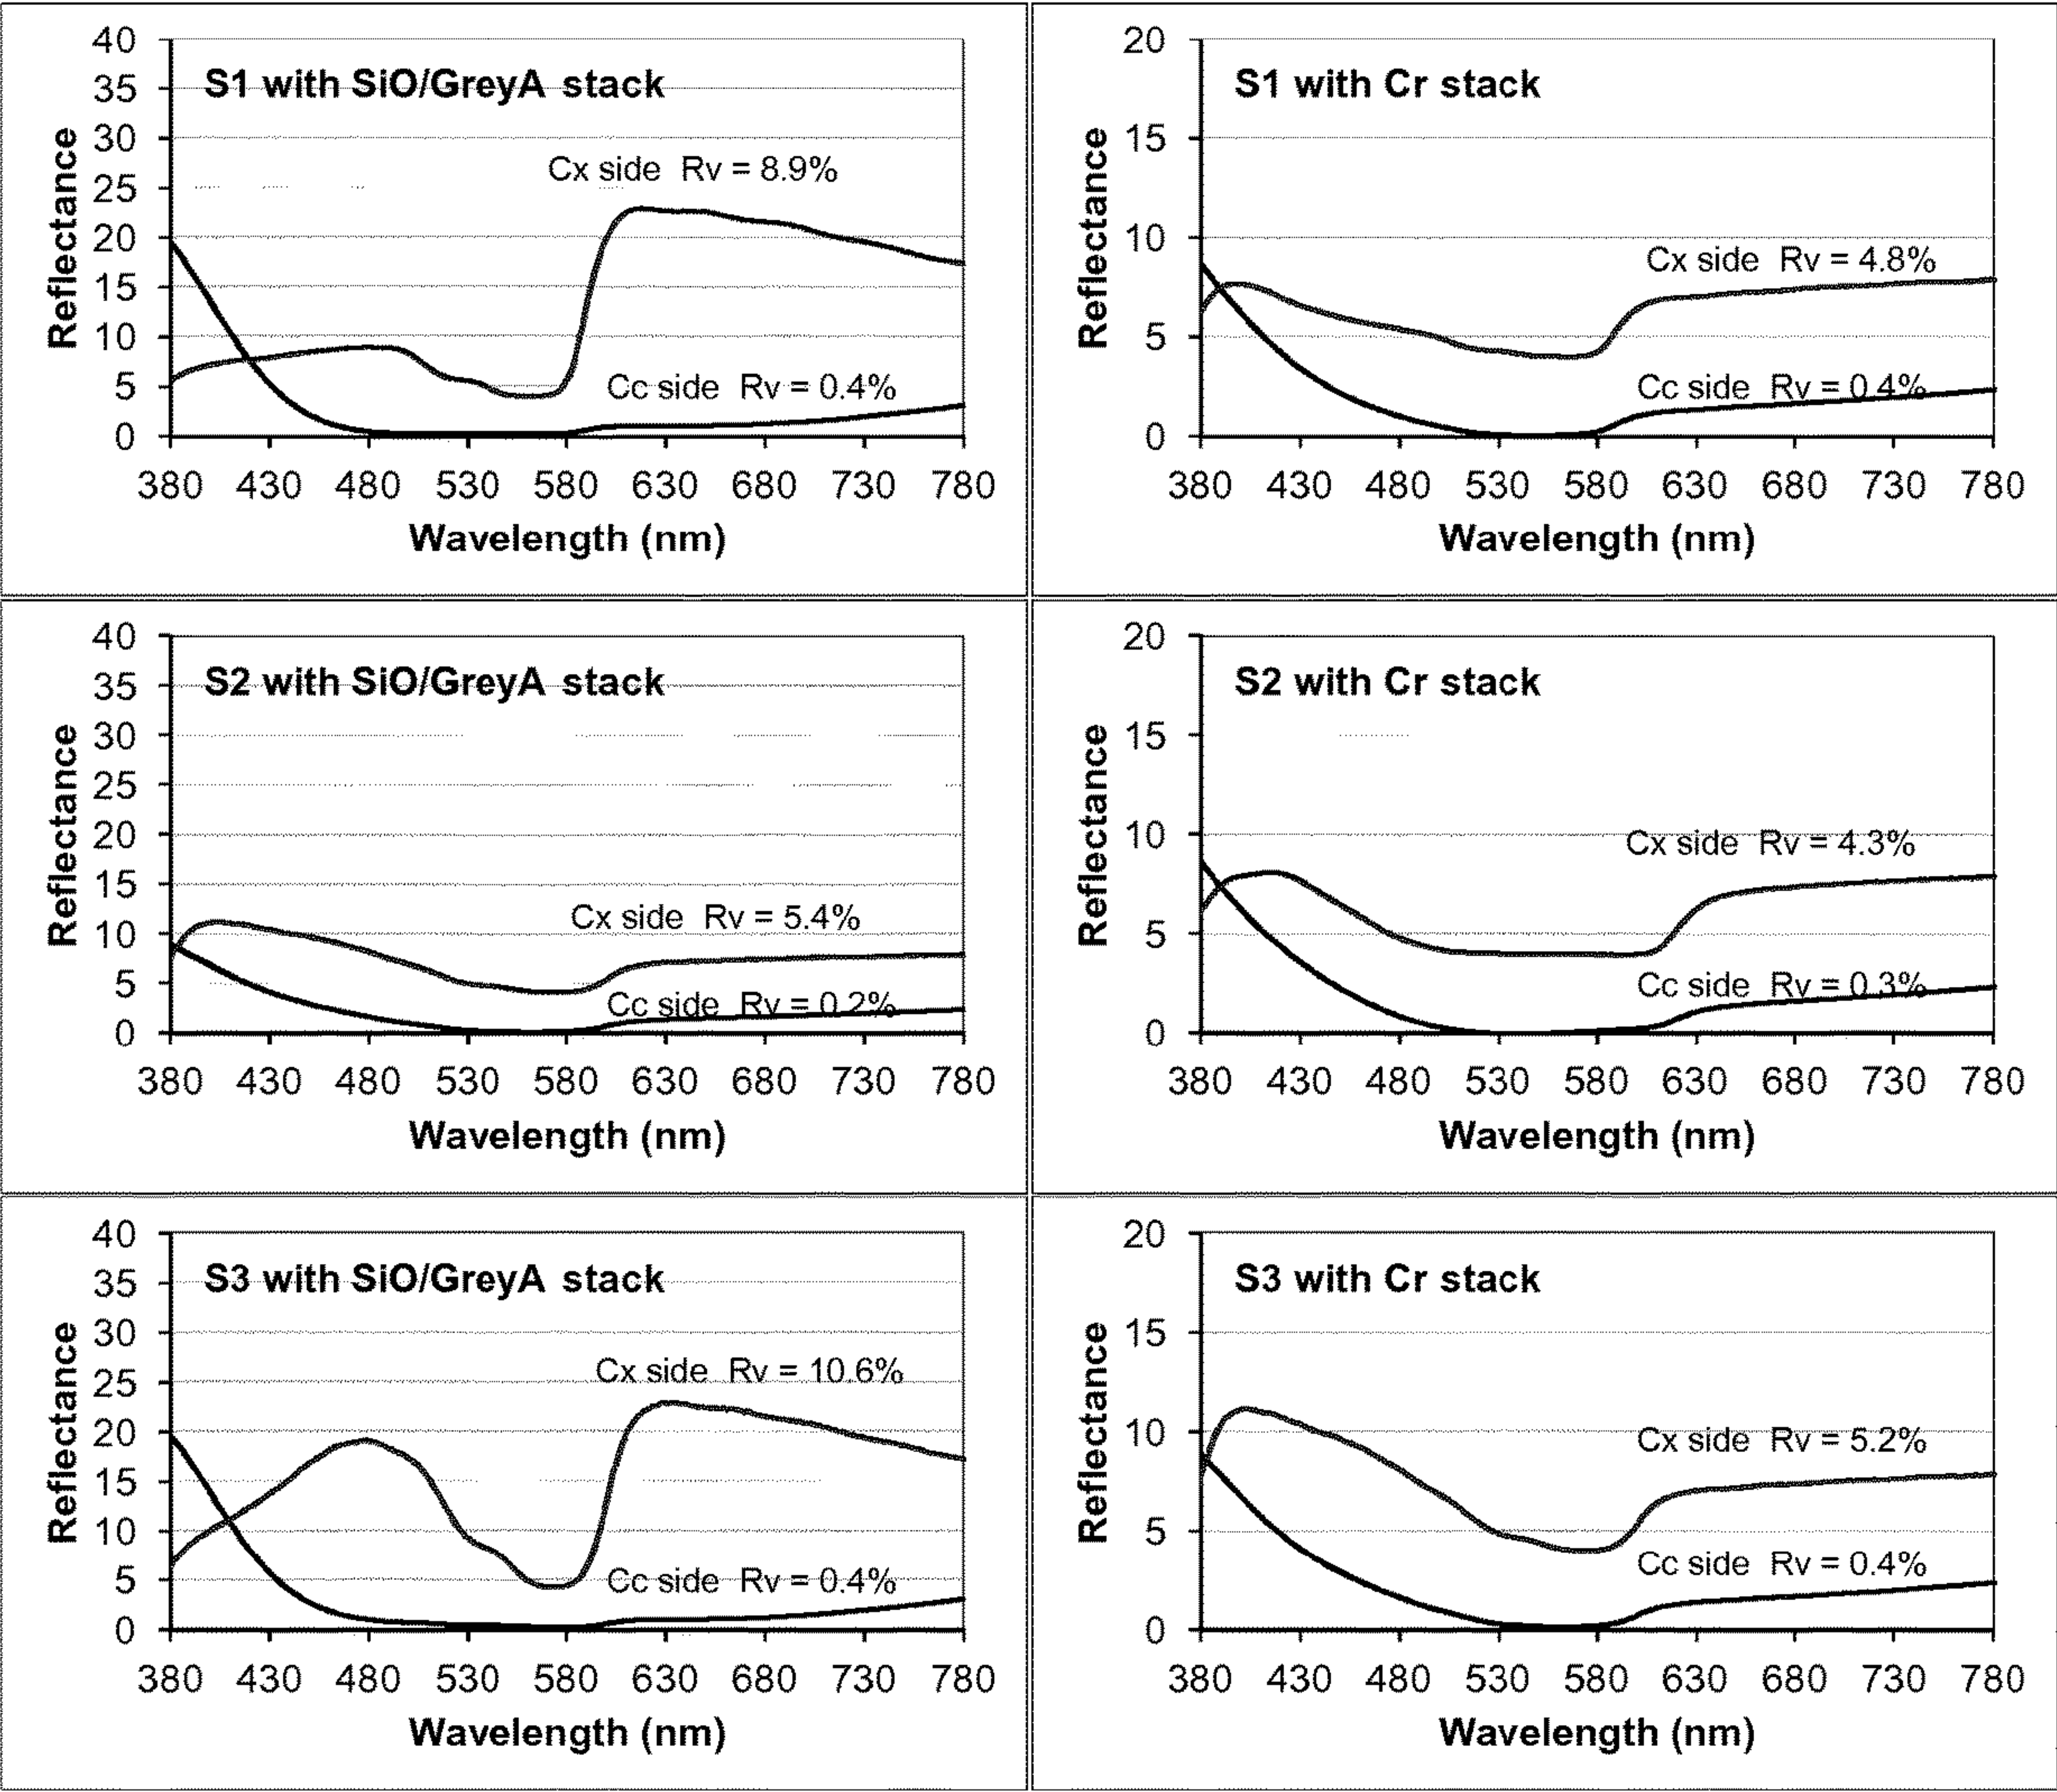 S1 with SiO/GreyA stack
Reflectance
40
35
30
25
20
15
10
5
0
Cx side Rv = 8.9%
Cc side Rv = 0.4%
380 430 480 530 580 630 680 730 780
Wavelength (nm)
S1 with Cr stack
Reflectance
20
15
10
5
0
Cx side Rv = 4.8%
Cc side Rv = 0.4%
380 430 480 530 580 630 680 730 780
Wavelength (nm)
S2 with SiO/GreyA stack
Reflectance
40
35
30
25
20
15
10
5
0
Cx side Rv = 5.4%
Cc side Rv = 0.2%
380 430 480 530 580 630 680 730 780
Wavelength (nm)
S2 with Cr stack
Reflectance
20
15
10
5
0
Cx side Rv = 4.3%
Cc side Rv = 0.3%
380 430 480 530 580 630 680 730 780
Wavelength (nm)
S3 with SiO/GreyA stack
Reflectance
40
35
30
25
20
15
10
5
0
Cx side Rv = 10.6%
Cc side Rv = 0.4%
380 430 480 530 580 630 680 730 780
Wavelength (nm)
S3 with Cr stack
Reflectance
20
15
10
5
0
Cx side Rv = 5.2%
Cc side Rv = 0.4%
380 430 480 530 580 630 680 730 780
Wavelength (nm)